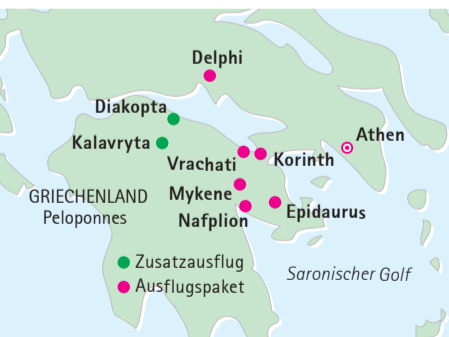 Delphi
Diakopta
Kalavryta
Athen
Vrachati
Korinth
GRIECHENLAND
Peloponnes
Mykene
Nafplion
Epidaurus
Zusatzausflug
Ausflugspaket
Saronischer Golf